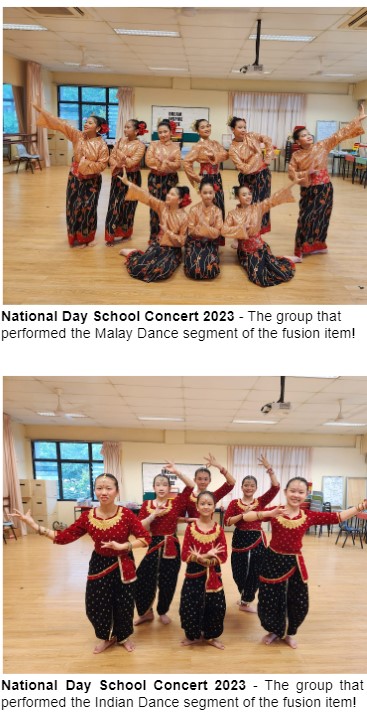 National Day School Concert 2023 - The group that
performed the Malay Dance segment of the fusion item!
National Day School Concert 2023 - The group that
performed the Indian Dance segment of the fusion item!